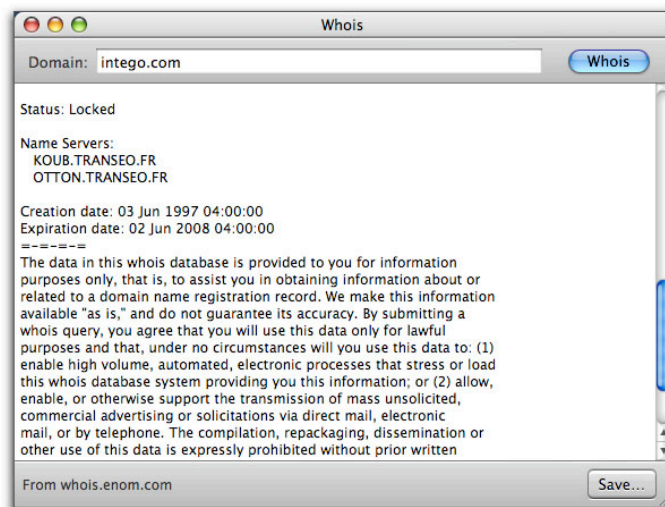 Whois
Domain: intego.com Whois
Status: Locked
Name Servers:
KOUB.TRANSEO.FR
OTTON.TRANSEO.FR
Creation date: 03 Jun 1997 04:00:00
Expiration date: 02 Jun 2008 04:00:00
=-=-=-=
The data in this whois database is provided to you for information
purposes only, that is, to assist you in obtaining information about or
related to a domain name registration record. We make this information
available "as is," and do not guarantee its accuracy. By submitting a
whois query, you agree that you will use this data only for lawful
purposes and that, under no circumstances will you use this data to: (1)
enable high volume, automated, electronic processes that stress or load
this whois database system providing you this information; or (2) allow,
enable, or otherwise support the transmission of mass unsolicited,
commercial advertising or solicitations via direct mail, electronic
mail, or by telephone. The compilation, repackaging, dissemination or
other use of this data is expressly prohibited without prior written
From whois.enom.com Save...